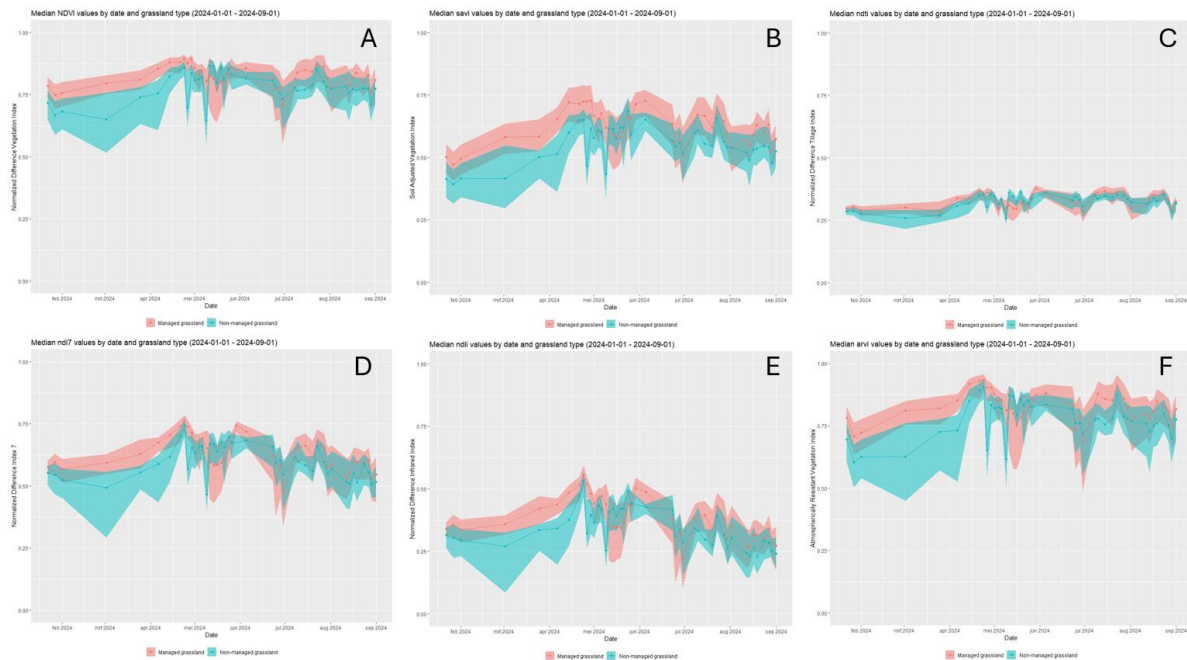 Median NDVI values by date and grassland type (2024-01-01 - 2024-09-01)
A
Normalized Difference Vegetation Index
1.00
0.75
0.50
0.25
0.00
feb 2024 mrt 2024 apr 2024 mei 2024 jun 2024 jul 2024 aug 2024 sep 2024
Date
Managed grassland Non-managed grassland
Median savi values by date and grassland type (2024-01-01 - 2024-09-01)
B
Soil Adjusted Vegetation Index
1.00
0.75
0.50
0.25
0.00
feb 2024 mrt 2024 apr 2024 mei 2024 jun 2024 jul 2024 aug 2024 sep 2024
Date
Managed grassland Non-managed grassland
Median ndti values by date and grassland type (2024-01-01 - 2024-09-01)
C
Normalized Difference Tillage Index
1.00
0.75
0.50
0.25
0.00
feb 2024 mrt 2024 apr 2024 mei 2024 jun 2024 jul 2024 aug 2024 sep 2024
Date
Managed grassland Non-managed grassland
Median ndi7 values by date and grassland type (2024-01-01 - 2024-09-01)
D
Normalized Difference Index 7
1.00
0.75
0.50
0.25
0.00
feb 2024 mrt 2024 apr 2024 mei 2024 jun 2024 jul 2024 aug 2024 sep 2024
Date
Managed grassland Non-managed grassland
Median ndii values by date and grassland type (2024-01-01 - 2024-09-01)
E
Normalized Difference Infrared Index
1.00
0.75
0.50
0.25
0.00
feb 2024 mrt 2024 apr 2024 mei 2024 jun 2024 jul 2024 aug 2024 sep 2024
Date
Managed grassland Non-managed grassland
Median arvi values by date and grassland type (2024-01-01 - 2024-09-01)
F
Atmospherically Resistant Vegetation Index
1.00
0.75
0.50
0.25
0.00
feb 2024 mrt 2024 apr 2024 mei 2024 jun 2024 jul 2024 aug 2024 sep 2024
Date
Managed grassland Non-managed grassland